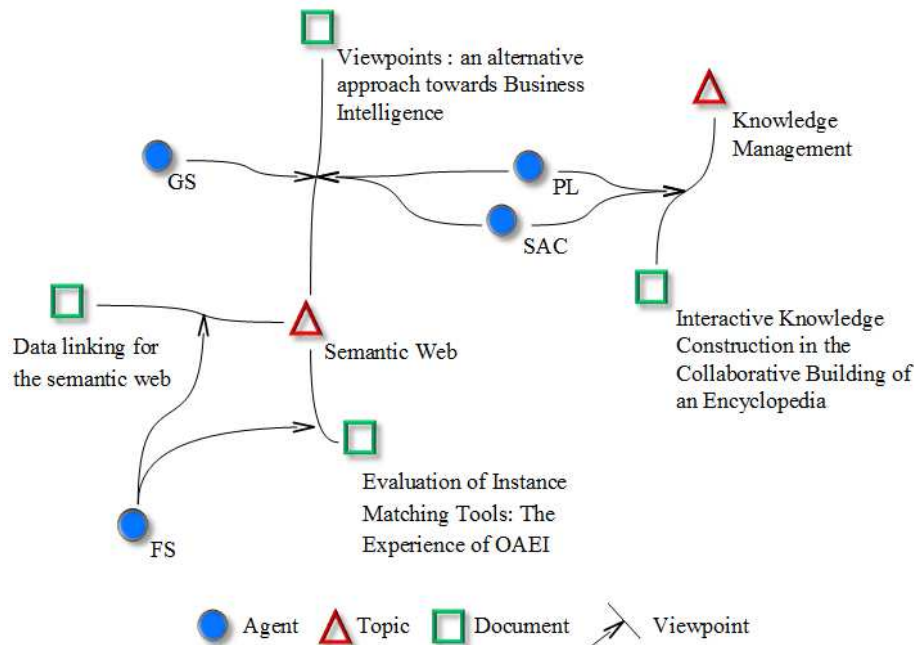 Viewpoints : an alternative
approach towards Business
Intelligence
Knowledge
Management
GS
PL
SAC
Data linking for
the semantic web
Semantic Web
Interactive Knowledge
Construction in the
Collaborative Building of
an Encyclopedia
Evaluation of Instance
Matching Tools: The
Experience of OAEI
FS
Agent
Topic
Document
Viewpoint